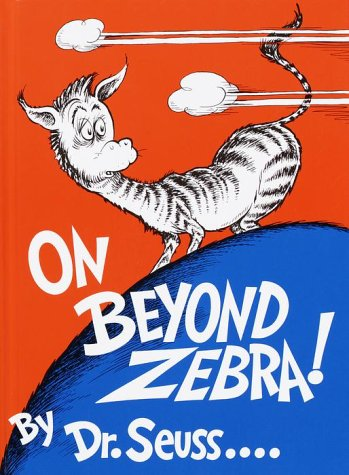 ON
BEYOND
ZEBRA!
By Dr. Seuss....